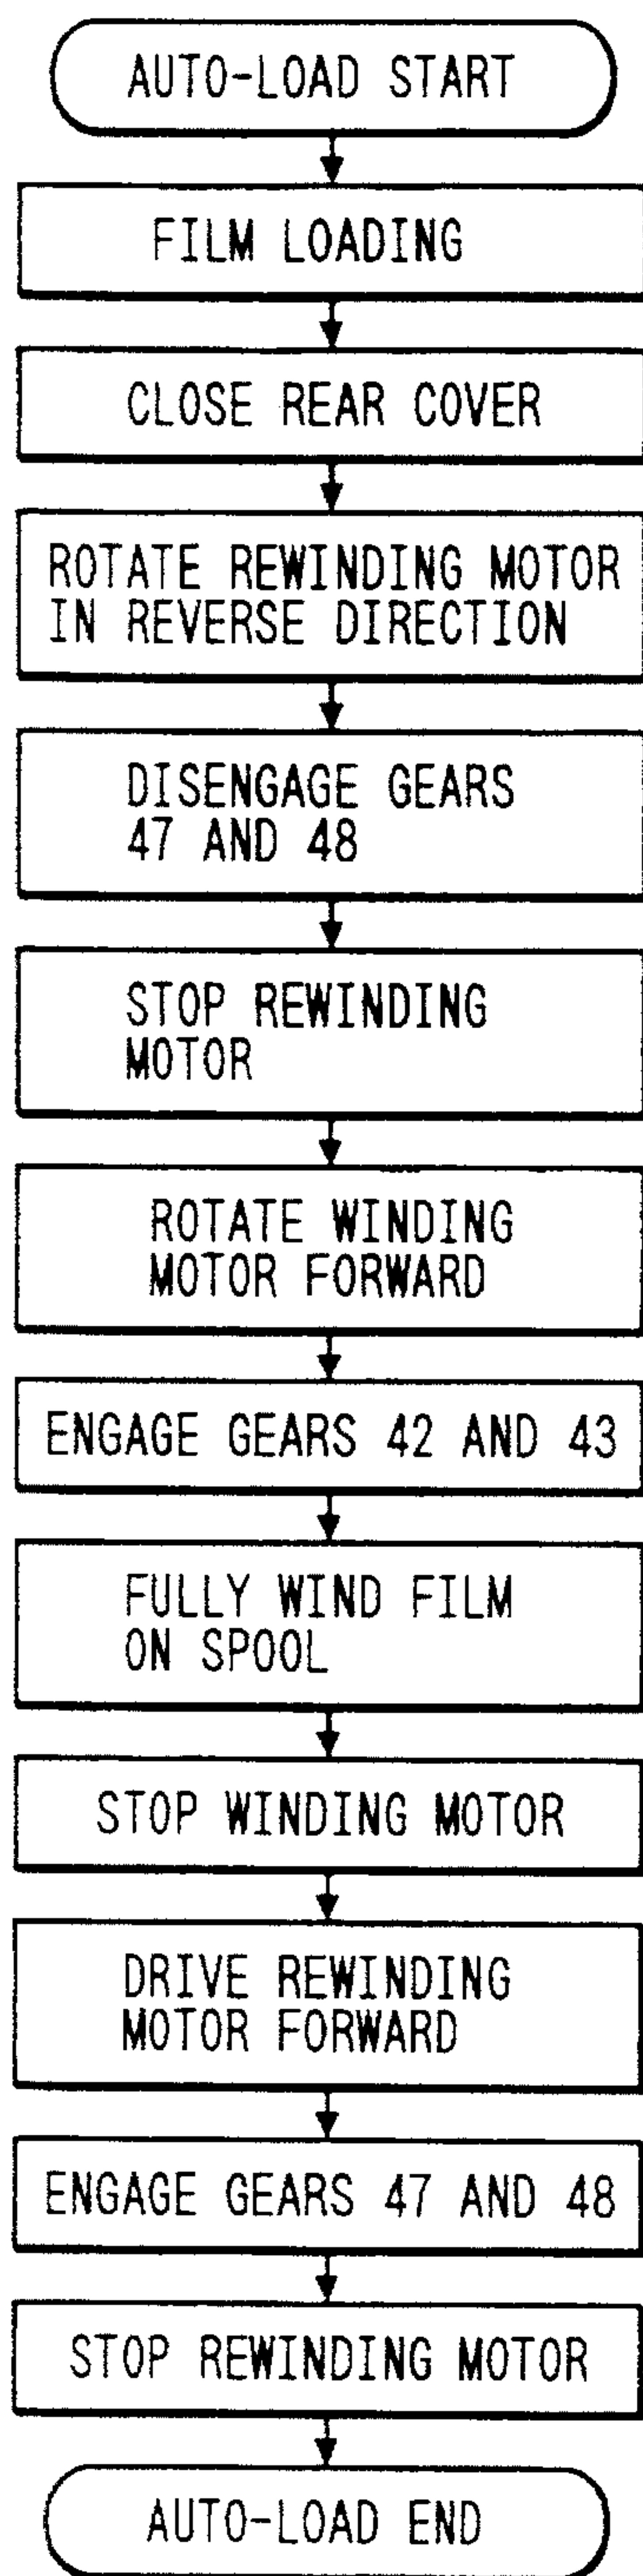 AUTO-LOAD START
FILM LOADING
CLOSE REAR COVER
ROTATE REWINDING MOTOR
IN REVERSE DIRECTION
DISENGAGE GEARS
47 AND 48
STOP REWINDING
MOTOR
ROTATE WINDING
MOTOR FORWARD
ENGAGE GEARS 42 AND 43
FULLY WIND FILM
ON SPOOL
STOP WINDING MOTOR
DRIVE REWINDING
MOTOR FORWARD
ENGAGE GEARS 47 AND 48
STOP REWINDING MOTOR
AUTO-LOAD END